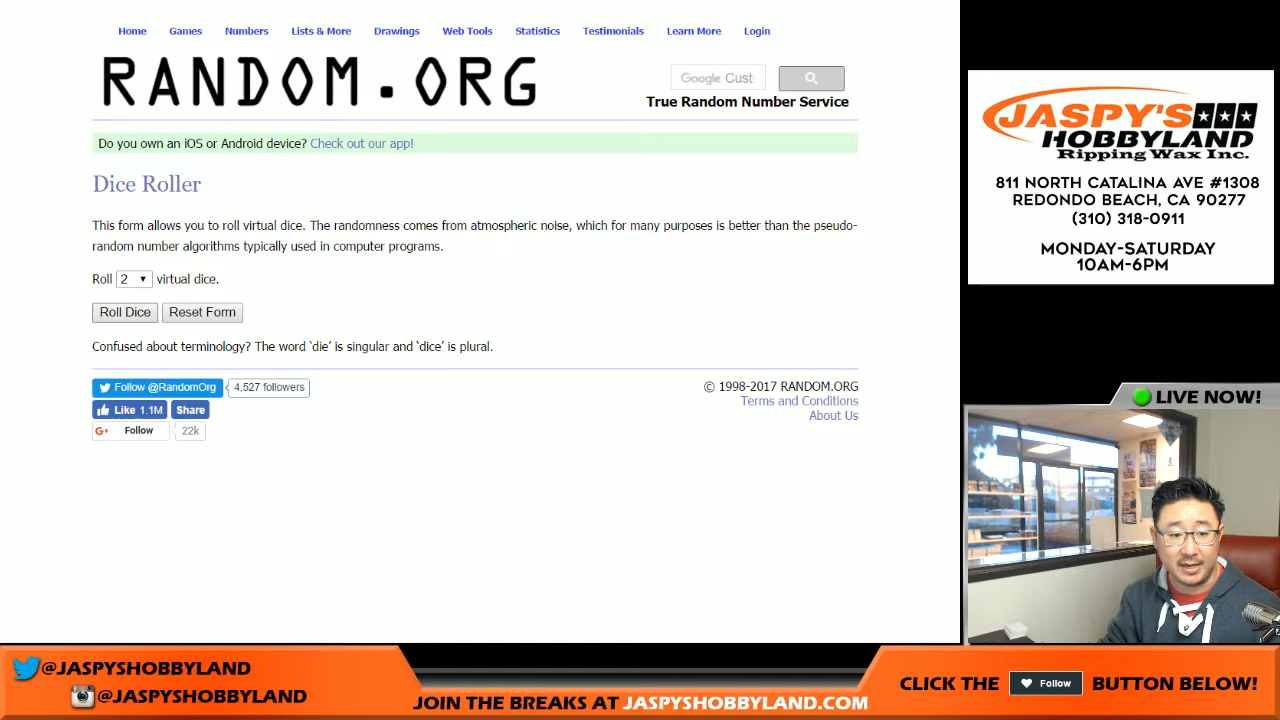 Home Games Numbers Lists & More Drawings Web Tools Statistics Testimonials Learn More Login
RANDOM.ORG
Google Cust
True Random Number Service
Do you own an iOS or Android device? Check out our app!
Dice Roller
This form allows you to roll virtual dice. The randomness comes from atmospheric noise, which for many purposes is better than the pseudo-
random number algorithms typically used in computer programs.
Roll 2 virtual dice.
Roll Dice Reset Form
Confused about terminology? The word ‘die’ is singular and ‘dice’ is plural.
Follow @RandomOrg 4,527 followers
Like 1.1M Share
G+ Follow 22k
© 1998-2017 RANDOM.ORG
Terms and Conditions
About Us
JASPY'S
HOBBYLAND
Ripping Wax Inc.
811 NORTH CATALINA AVE #1308
REDONDO BEACH, CA 90277
(310) 318-0911
MONDAY-SATURDAY
10AM-6PM
LIVE NOW!
@JASPYSHOBBYLAND
@JASPYSHOBBYLAND
JOIN THE BREAKS AT JASPYSHOBBYLAND.COM
CLICK THE Follow BUTTON BELOW!